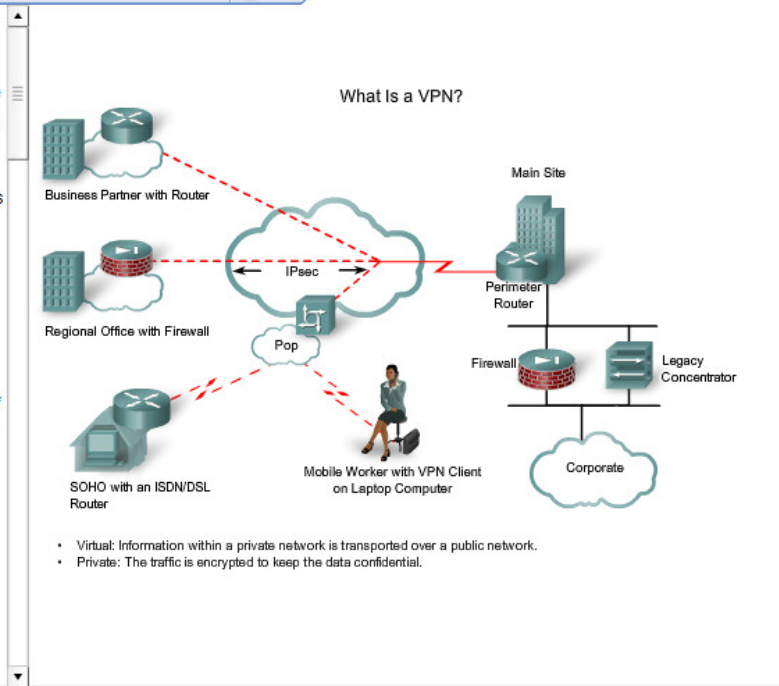 What Is a VPN?
Main Site
Business Partner with Router
IPsec
Perimeter
Router
Regional Office with Firewall
Pop
Firewall
Legacy
Concentrator
Corporate
Mobile Worker with VPN Client
on Laptop Computer
SOHO with an ISDN/DSL
Router
• Virtual: Information within a private network is transported over a public network.
• Private: The traffic is encrypted to keep the data confidential.